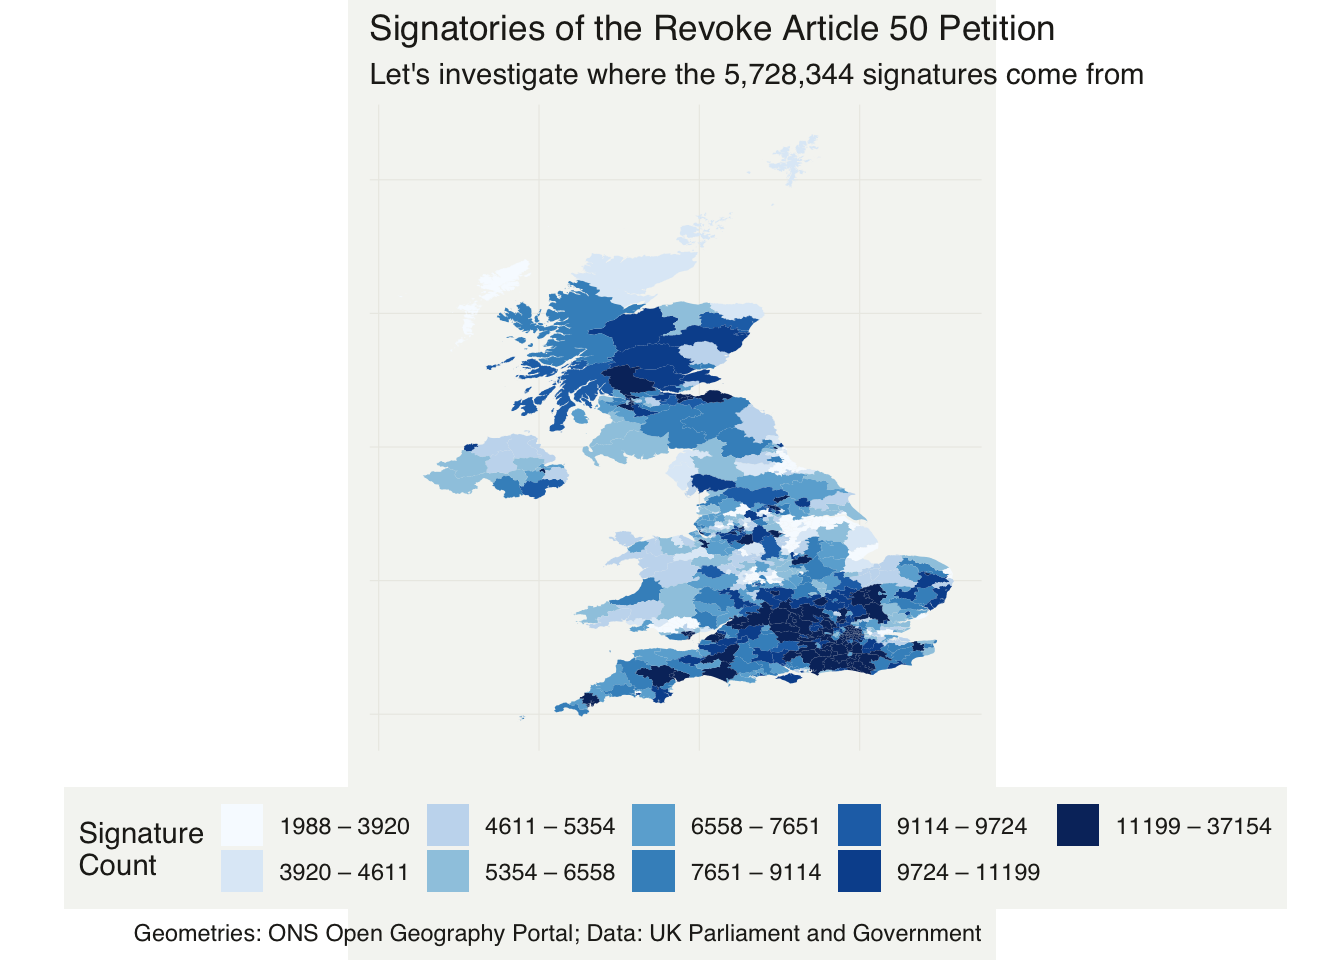 Signatories of the Revoke Article 50 Petition
Let's investigate where the 5,728,344 signatures come from
Signature
Count
1988 – 3920
3920 – 4611
4611 – 5354
5354 – 6558
6558 – 7651
7651 – 9114
9114 – 9724
9724 – 11199
11199 – 37154
Geometries: ONS Open Geography Portal; Data: UK Parliament and Government